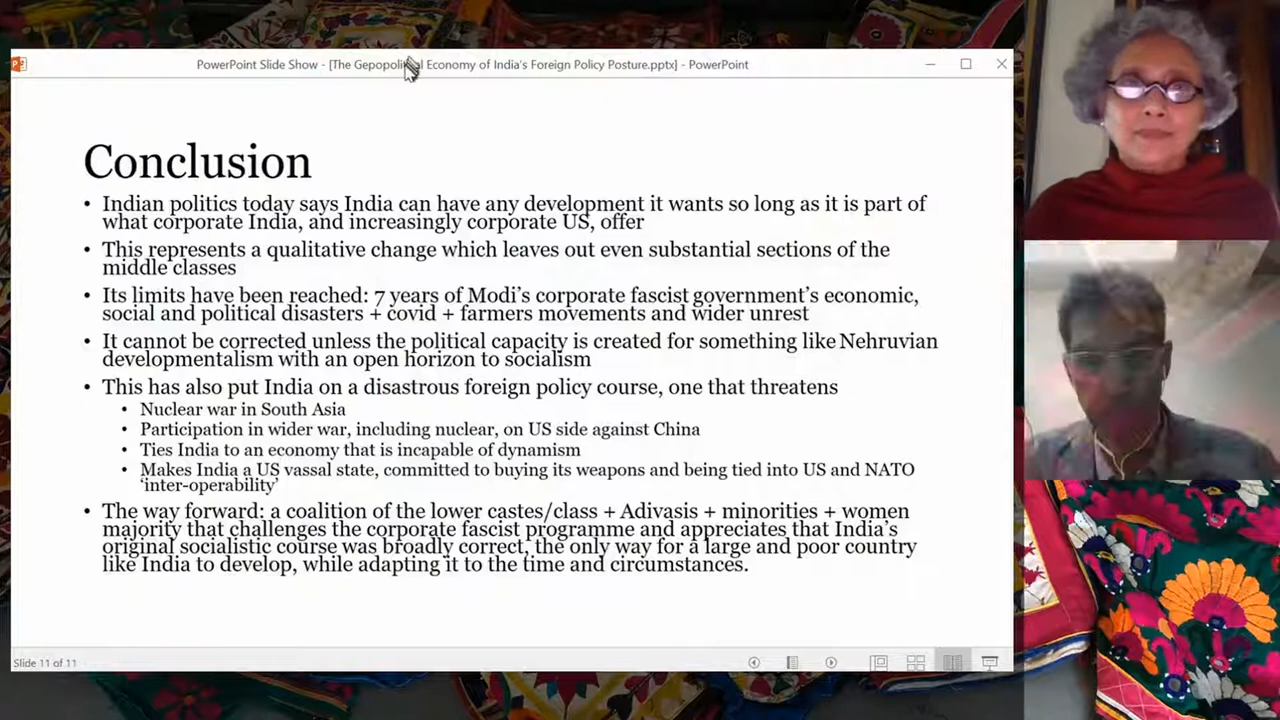 PowerPoint Slide Show - [The Gepopolitical Economy of India's Foreign Policy Posture.pptx] - PowerPoint
Conclusion
• Indian politics today says India can have any development it wants so long as it is part of
what corporate India, and increasingly corporate US, offer
• This represents a qualitative change which leaves out even substantial sections of the
middle classes
• Its limits have been reached: 7 years of Modi's corporate fascist government's economic,
social and political disasters + covid + farmers movements and wider unrest
• It cannot be corrected unless the political capacity is created for something like Nehruvian
developmentalism with an open horizon to socialism
• This has also put India on a disastrous foreign policy course, one that threatens
• Nuclear war in South Asia
• Participation in wider war, including nuclear, on US side against China
• Ties India to an economy that is incapable of dynamism
• Makes India a US vassal state, committed to buying its weapons and being tied into US and NATO
'inter-operability'
• The way forward: a coalition of the lower castes/class + Adivasis + minorities + women
majority that challenges the corporate fascist programme and appreciates that India's
original socialistic course was broadly correct, the only way for a large and poor country
like India to develop, while adapting it to the time and circumstances.
Slide 11 of 11